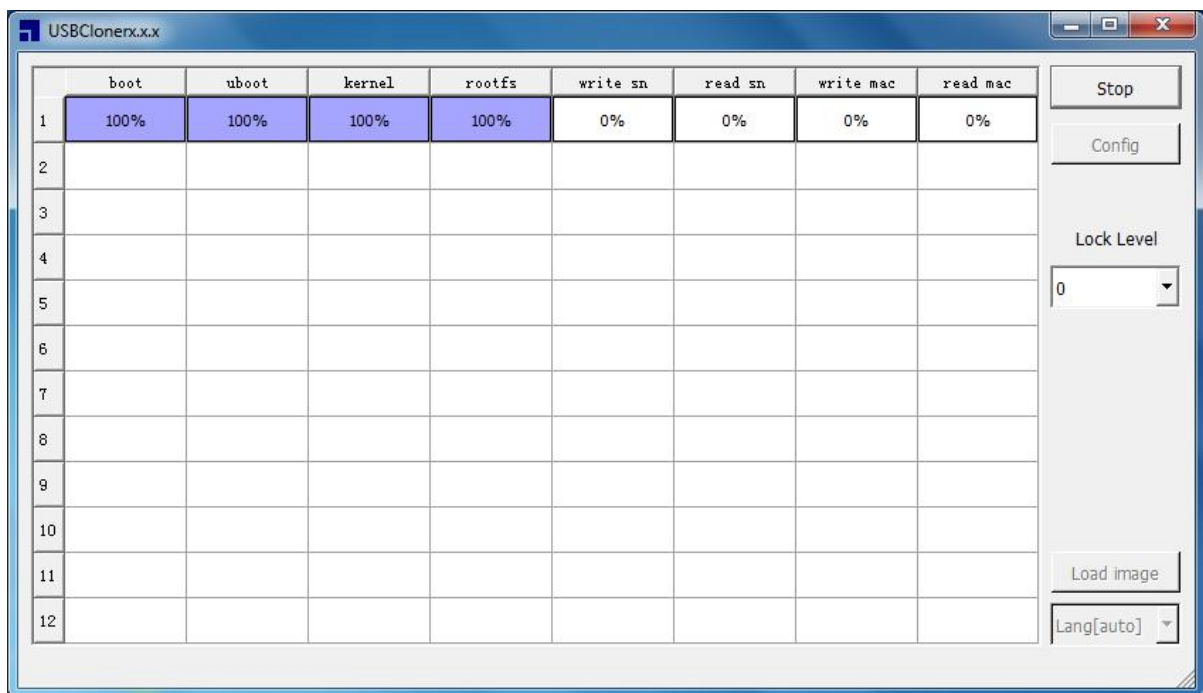 USBClonerx.x.x
boot uboot kernel rootfs write sn read sn write mac read mac
1 100% 100% 100% 100% 0% 0% 0% 0%
2
3
4
5
6
7
8
9
10
11
12
Stop
Config
Lock Level
0
Load image
Lang[auto]